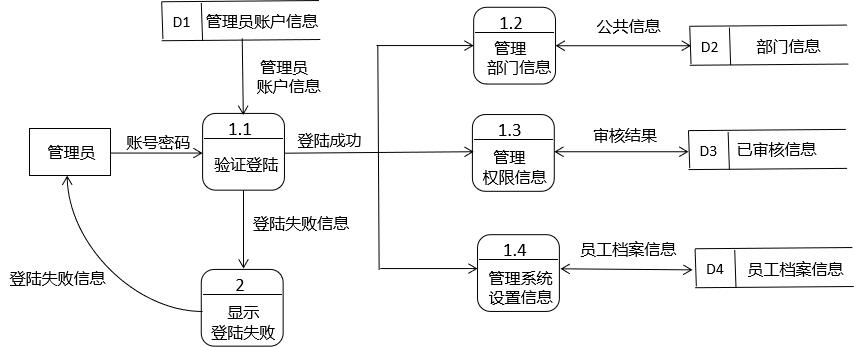 D1 管理员账户信息
管理员
账户信息
1.2
管理
部门信息
公共信息
D2 部门信息
管理员
账号密码
1.1
验证登陆
登陆成功
1.3
管理
权限信息
审核结果
D3 已审核信息
登陆失败信息
登陆失败信息
2
显示
登陆失败
1.4
管理系统
设置信息
员工档案信息
D4 员工档案信息